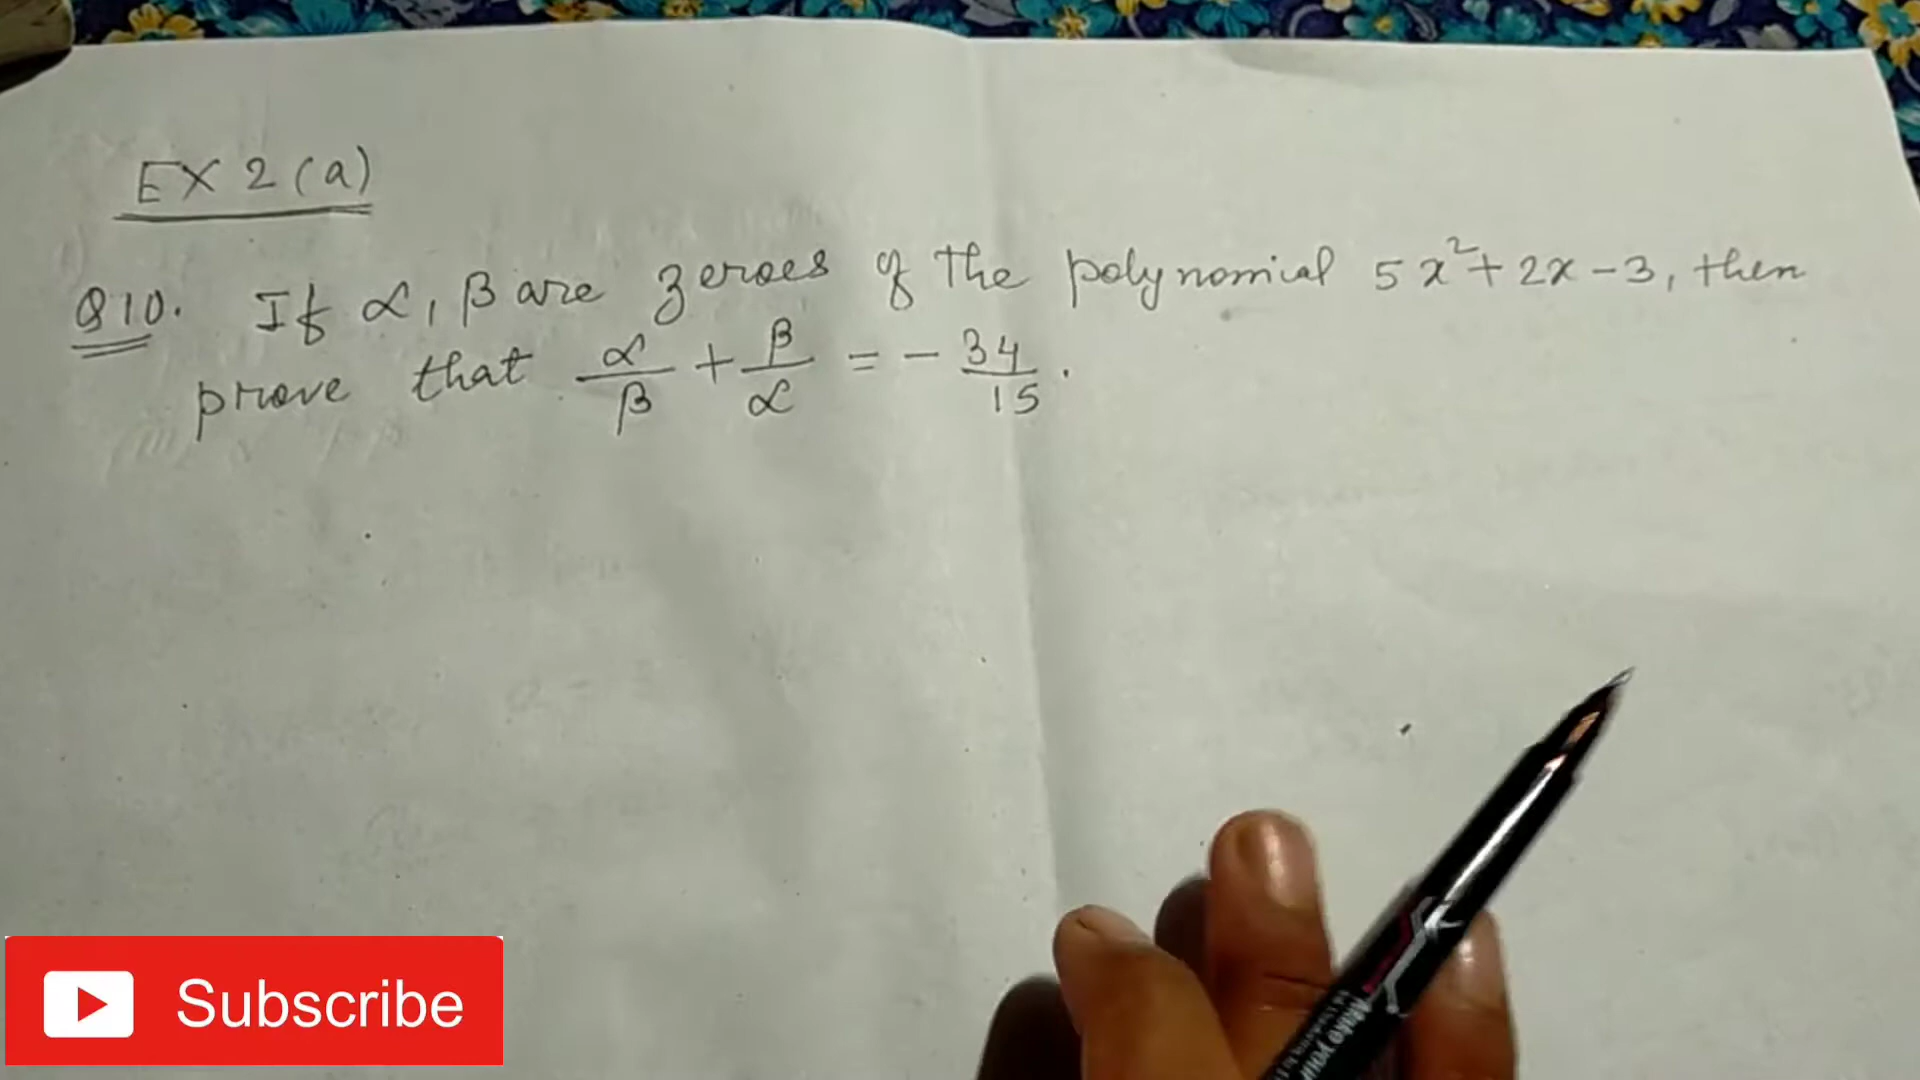 EX 2 (a)
Q10. If α, β are zeroes of the polynomial 5x² + 2x - 3, then
prove that α/β + β/α = - 34/15.
Subscribe